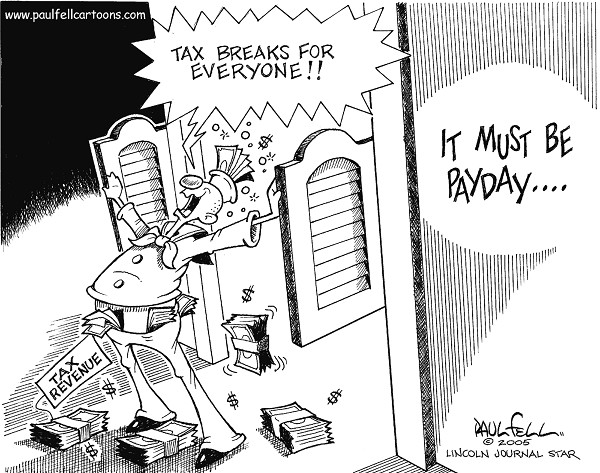 www.paulfellcartoons.com
TAX BREAKS FOR
EVERYONE!!
IT MUST BE
PAYDAY....
TAX
REVENUE
PAUL FELL
© 2005
LINCOLN JOURNAL STAR